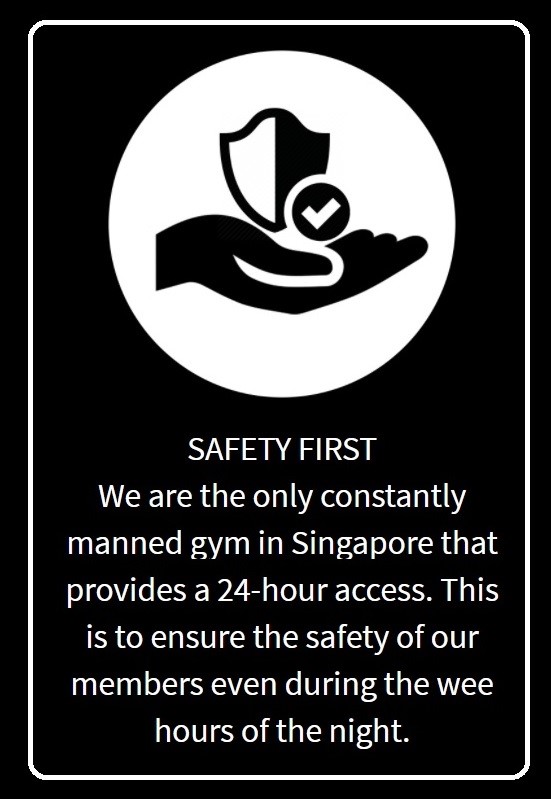 SAFETY FIRST
We are the only constantly
manned gym in Singapore that
provides a 24-hour access. This
is to ensure the safety of our
members even during the wee
hours of the night.